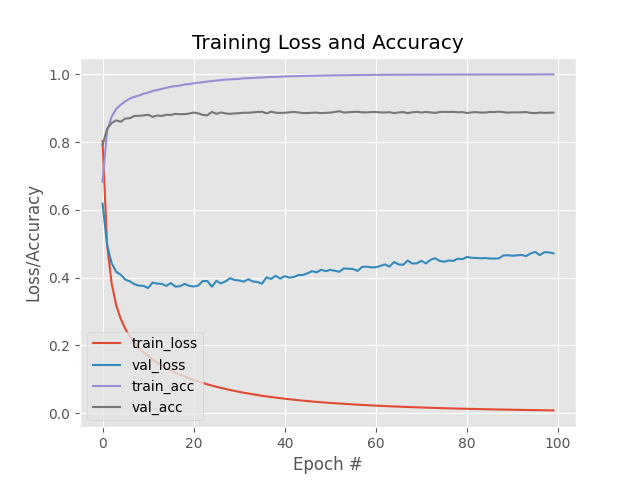 Training Loss and Accuracy
Loss/Accuracy
1.0
0.8
0.6
0.4
0.2
0.0
train_loss
val_loss
train_acc
val_acc
0 20 40 60 80 100
Epoch #